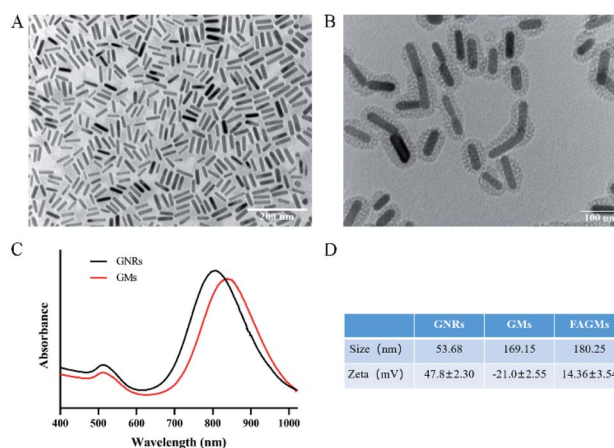 A
B
200 nm
100 nm
C
D
GNRs
GMs
Absorbance
400 500 600 700 800 900 1000
Wavelength (nm)
GNRs GMs FAGMs
Size（nm） 53.68 169.15 180.25
Zeta（mV） 47.8±2.30 -21.0±2.55 14.36±3.54